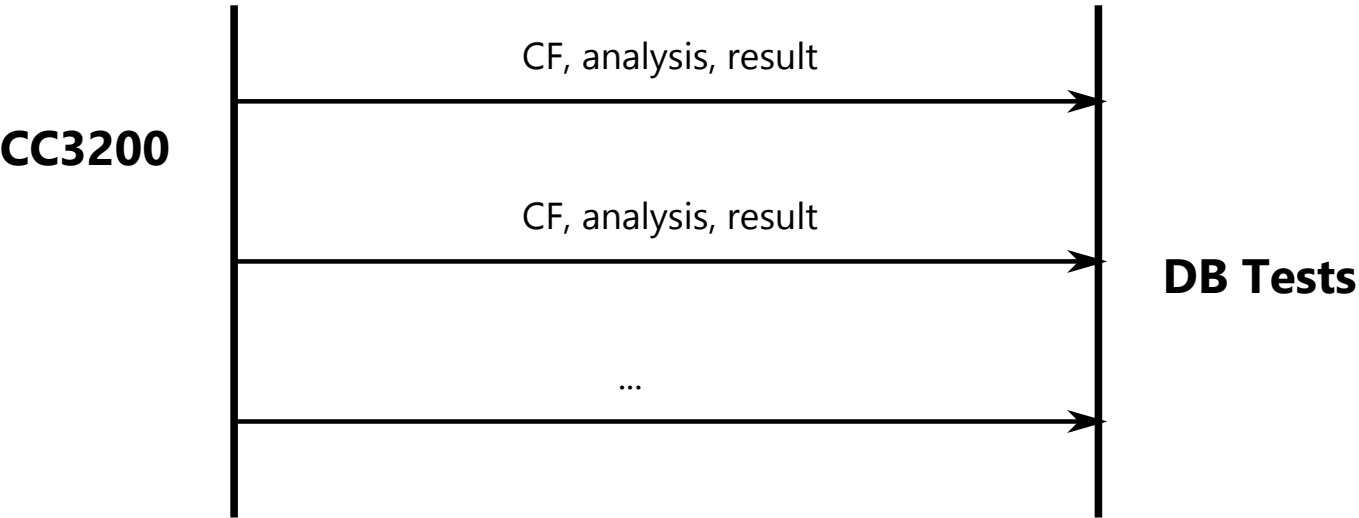 CF, analysis, result
CC3200
CF, analysis, result
DB Tests
...